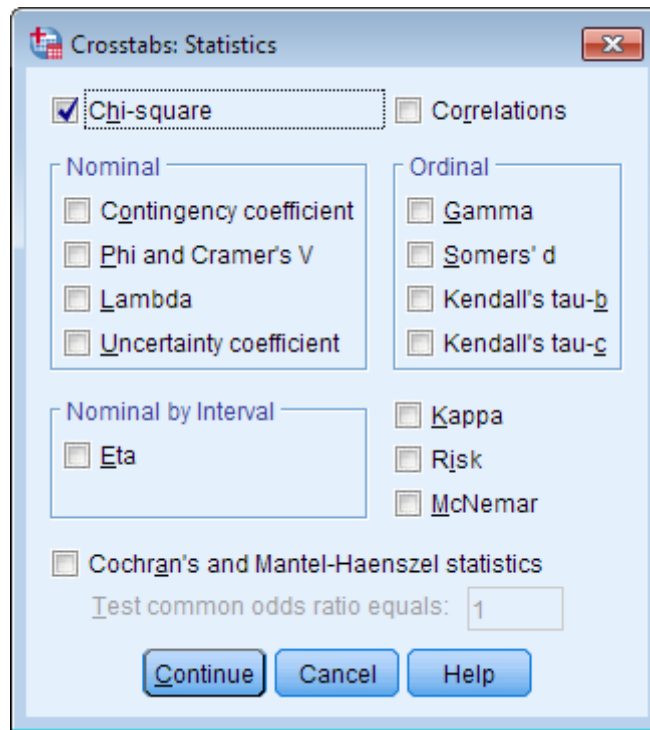 Crosstabs: Statistics
Chi-square
Correlations
Nominal
Contingency coefficient
Phi and Cramer's V
Lambda
Uncertainty coefficient
Ordinal
Gamma
Somers' d
Kendall's tau-b
Kendall's tau-c
Nominal by Interval
Eta
Kappa
Risk
McNemar
Cochran's and Mantel-Haenszel statistics
Test common odds ratio equals: 1
Continue
Cancel
Help